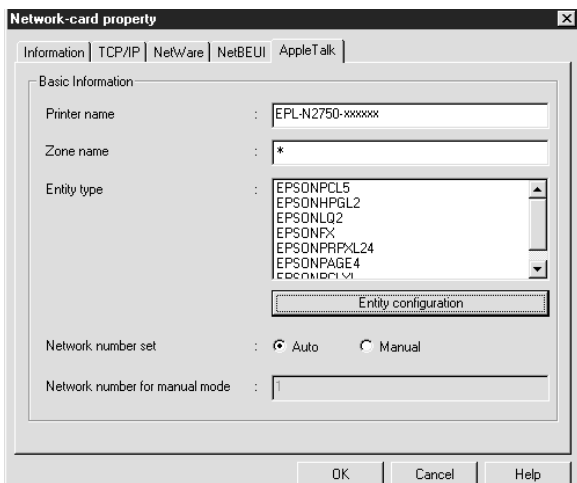 Network-card property
Information TCP/IP NetWare NetBEUI AppleTalk
Basic Information
Printer name : EPL-N2750-xxxxxx
Zone name : *
Entity type : EPSONPCL5
EPSONHPGL2
EPSONLQ2
EPSONFX
EPSONPRPXL24
EPSONPAGE4
EPSONPCLXL
Entity configuration
Network number set : Auto Manual
Network number for manual mode : 1
OK Cancel Help